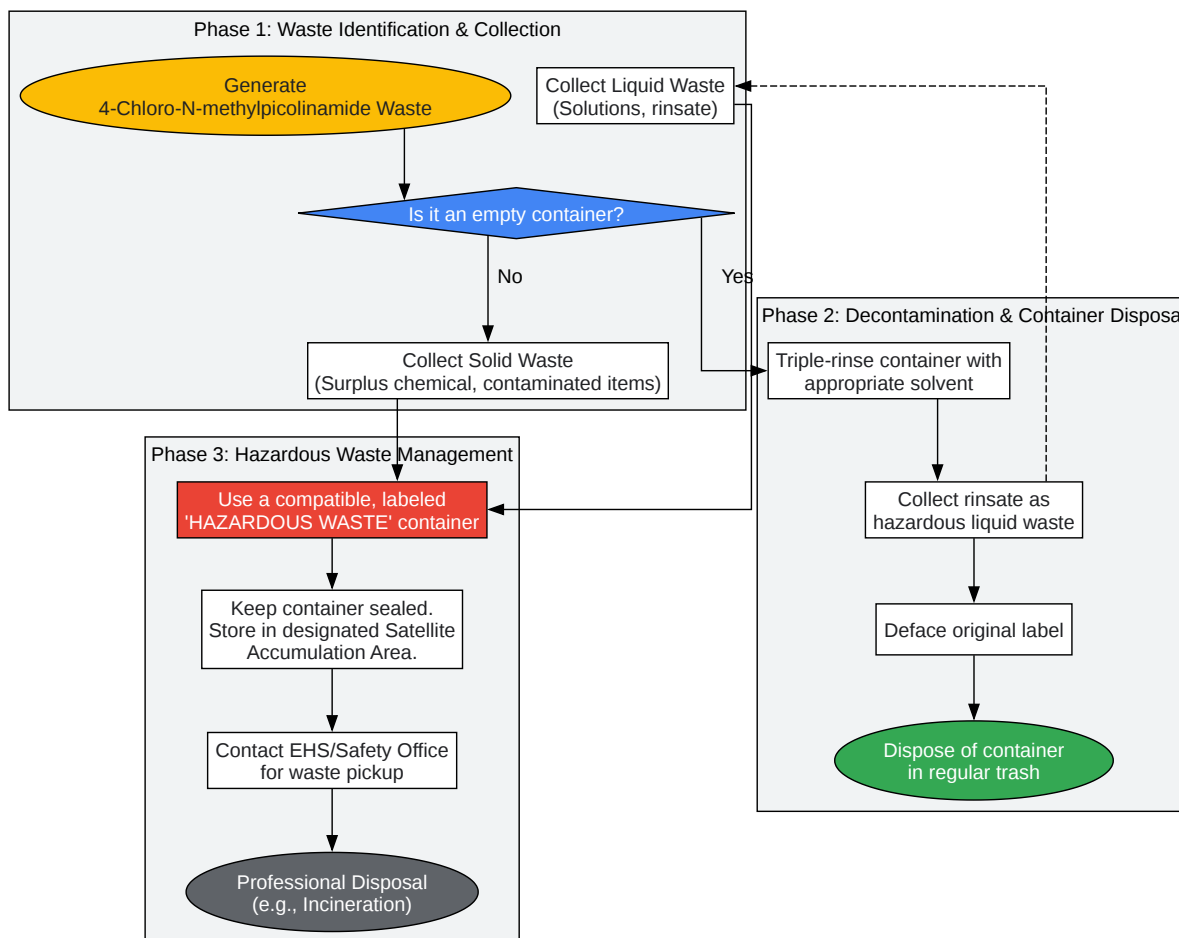 Phase 1: Waste Identification & Collection
Generate
4-Chloro-N-methylpicolinamide Waste
Collect Liquid Waste
(Solutions, rinsate)
Is it an empty container?
No
Yes
Collect Solid Waste
(Surplus chemical, contaminated items)
Phase 2: Decontamination & Container Disposa
Triple-rinse container with
appropriate solvent
Collect rinsate as
hazardous liquid waste
Deface original label
Dispose of container
in regular trash
Phase 3: Hazardous Waste Management
Use a compatible, labeled
'HAZARDOUS WASTE' container
Keep container sealed.
Store in designated Satellite
Accumulation Area.
Contact EHS/Safety Office
for waste pickup
Professional Disposal
(e.g., Incineration)